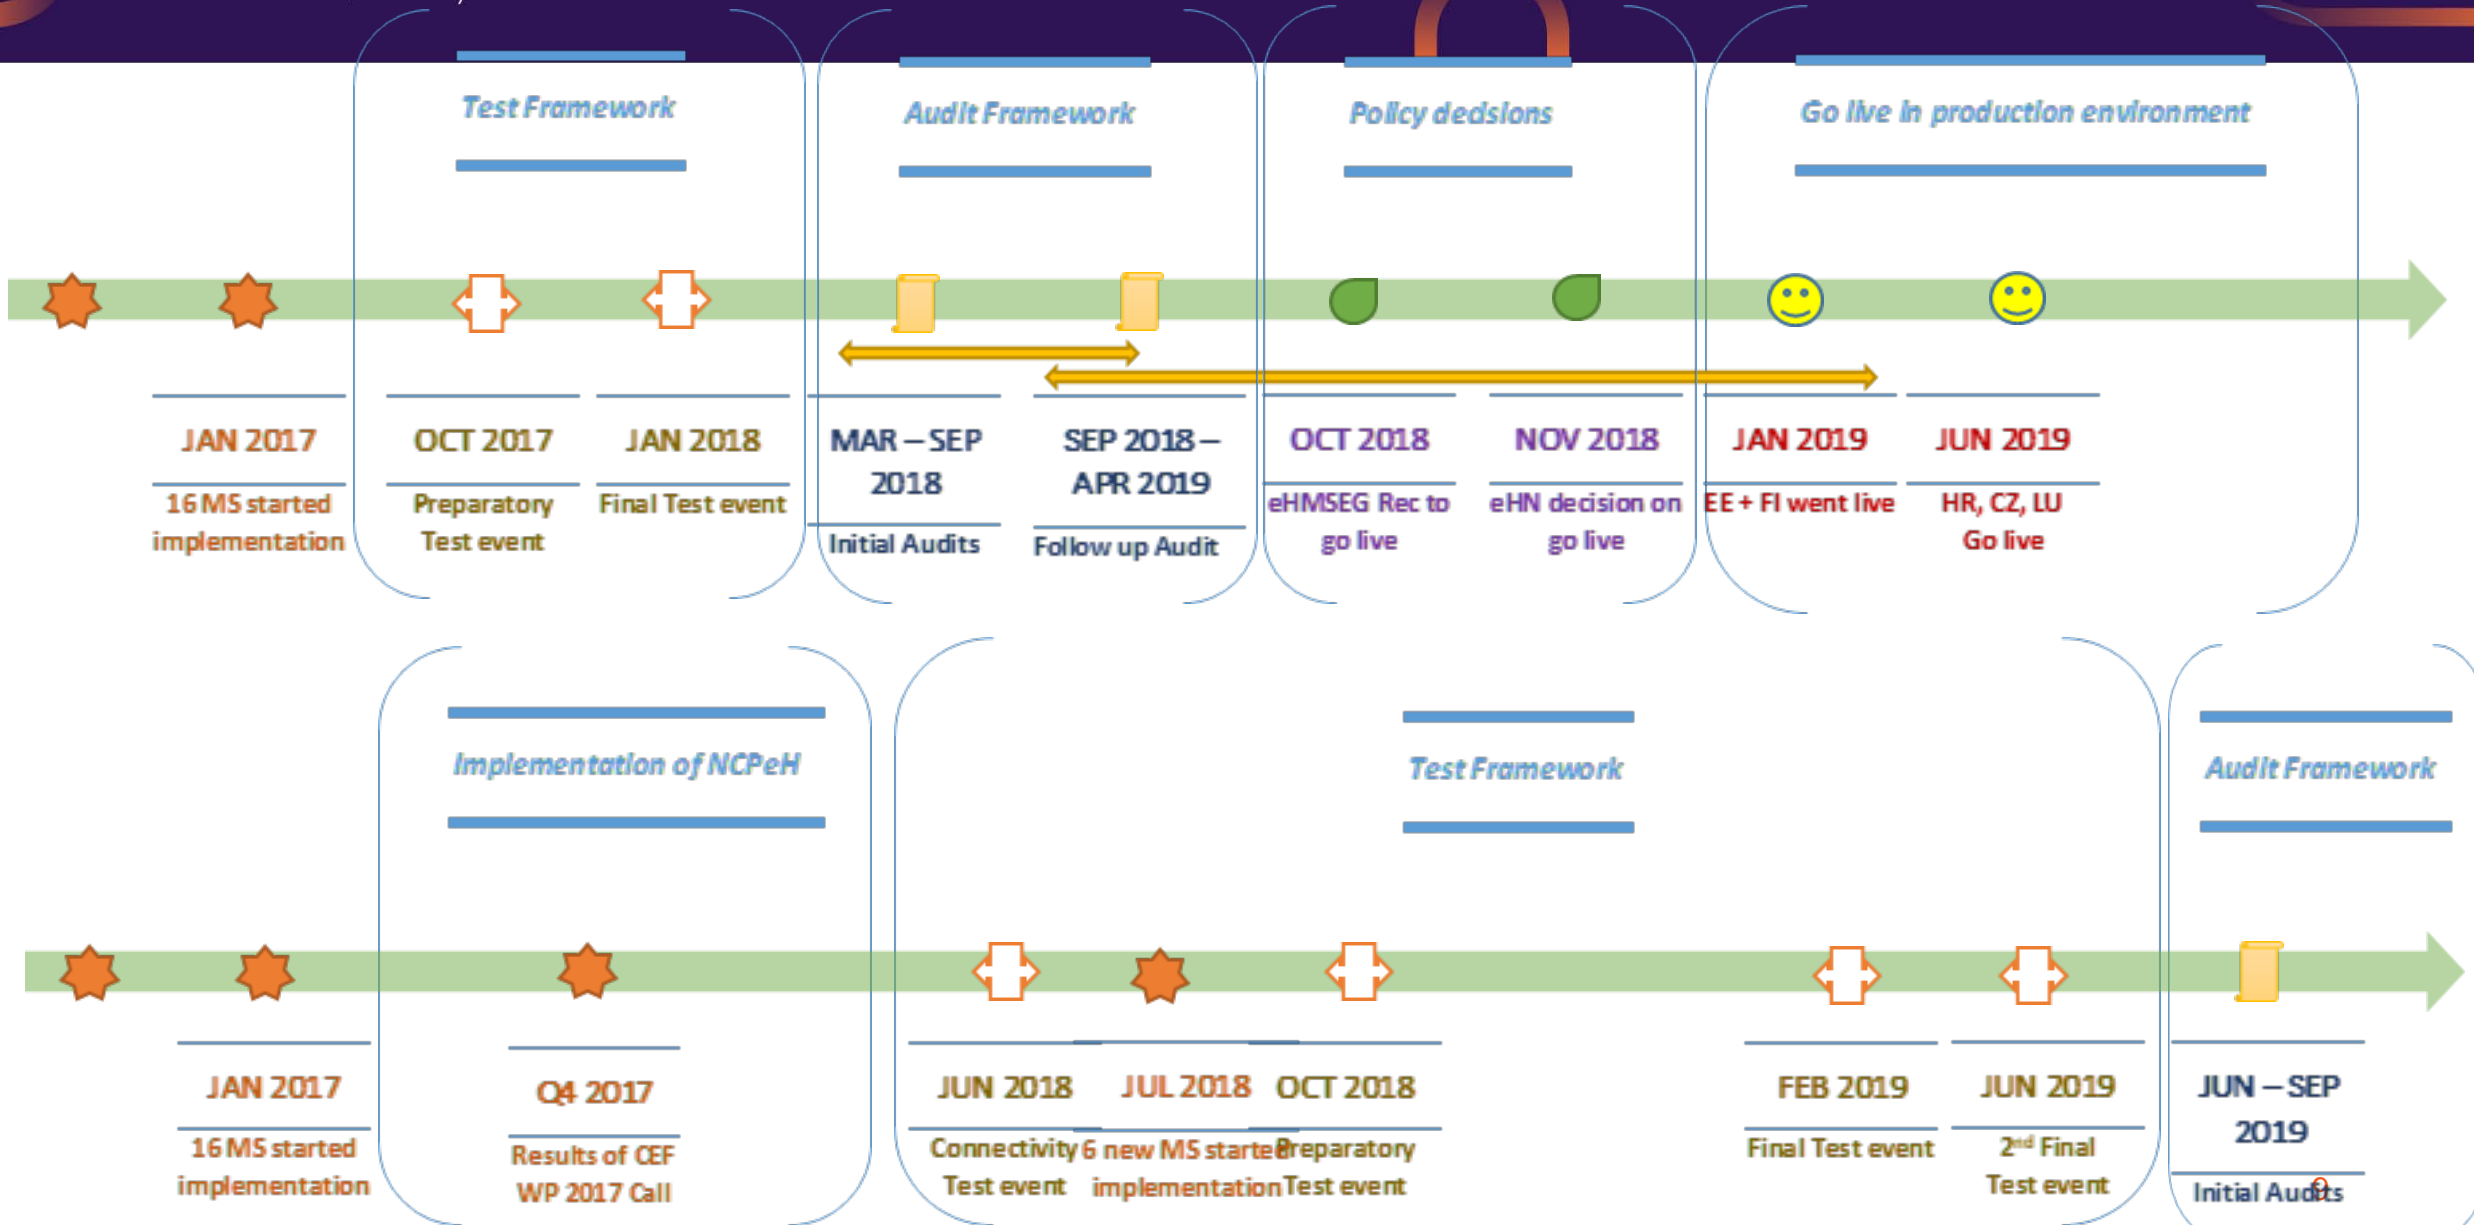 Test Framework
Audit Framework
Policy decisions
Go live in production environment
JAN 2017
16 MS started
implementation
OCT 2017
Preparatory
Test event
JAN 2018
Final Test event
MAR – SEP
2018
Initial Audits
SEP 2018 –
APR 2019
Follow up Audit
OCT 2018
eHMSEG Rec to
go live
NOV 2018
eHN decision on
go live
JAN 2019
EE + FI went live
JUN 2019
HR, CZ, LU
Go live
Implementation of NCPeH
Test Framework
Audit Framework
JAN 2017
16 MS started
implementation
Q4 2017
Results of CEF
WP 2017 Call
JUN 2018
Connectivity
Test event
JUL 2018
6 new MS started
implementation
OCT 2018
Preparatory
Test event
FEB 2019
Final Test event
JUN 2019
2nd Final
Test event
JUN – SEP
2019
Initial Audits
9